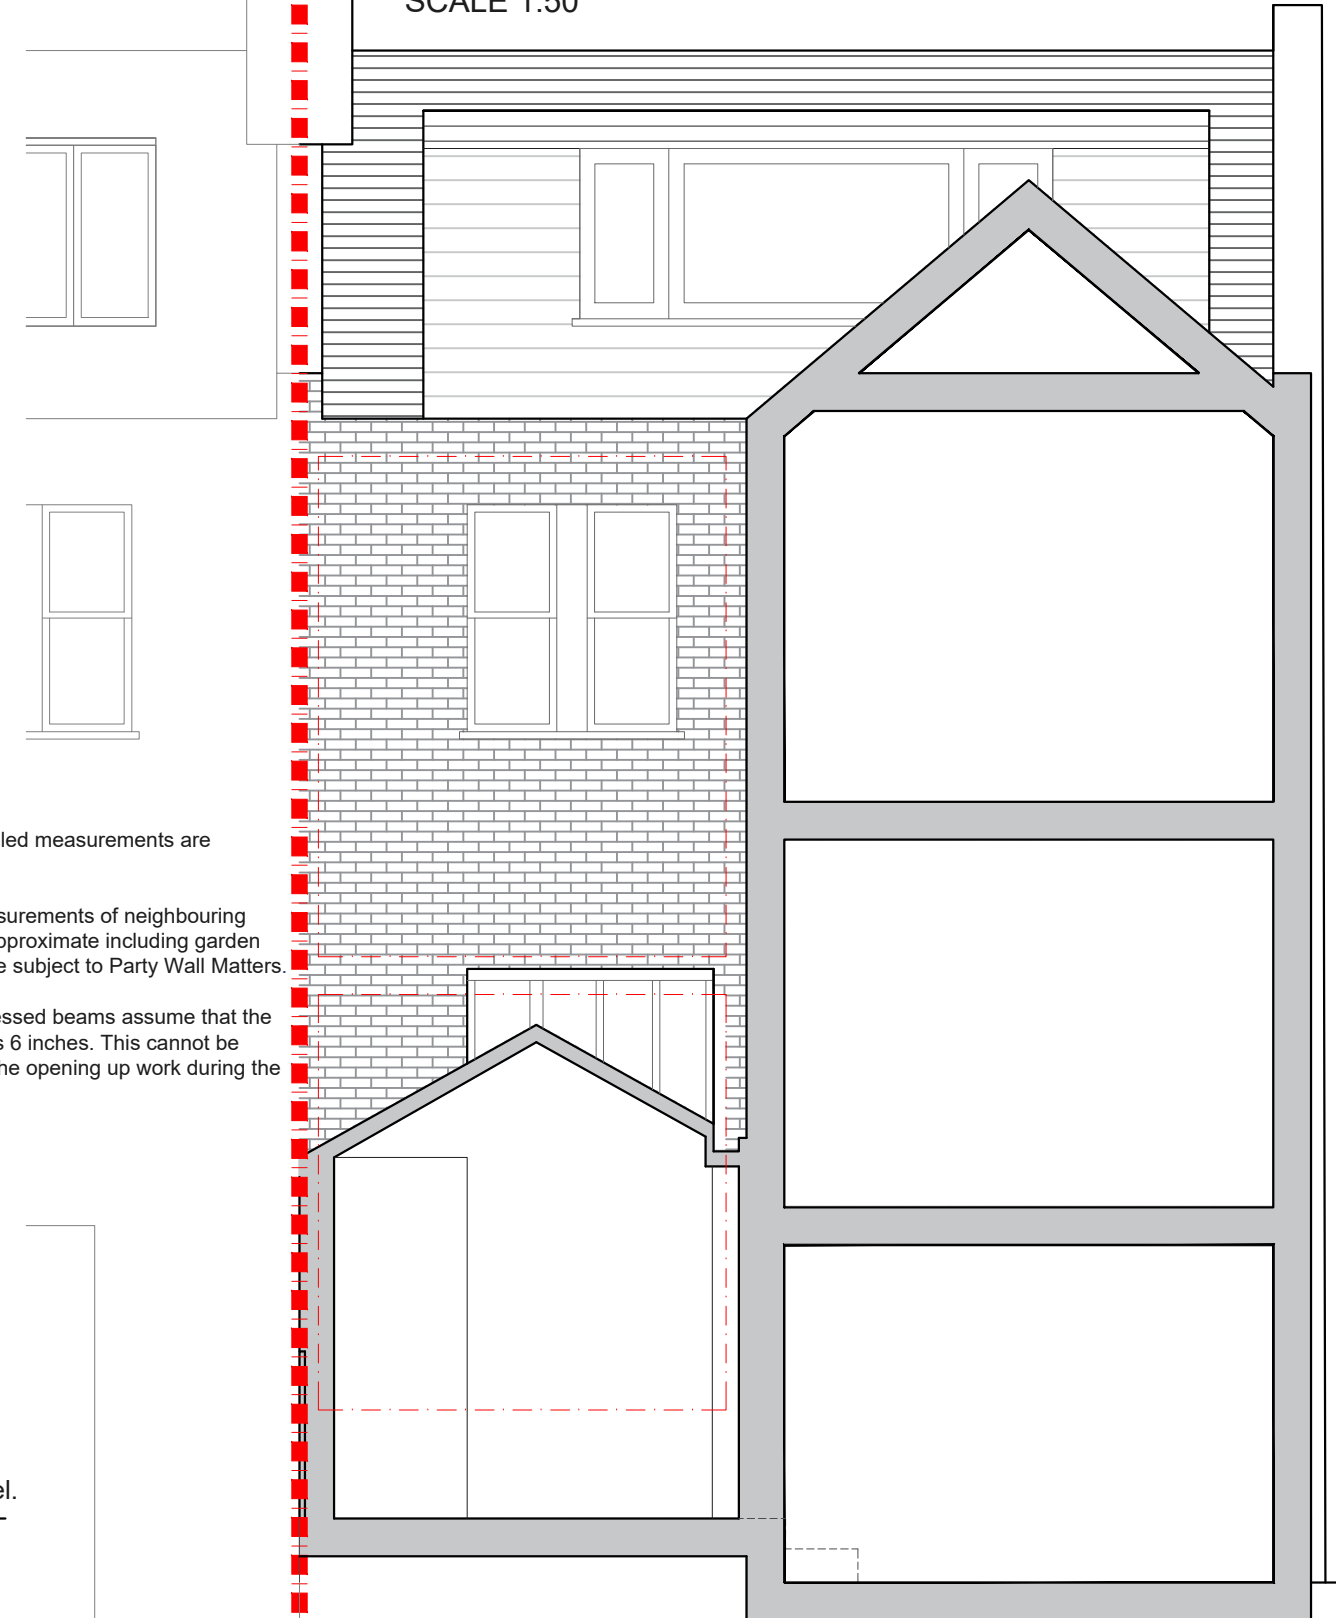 SCALE 1:50
led measurements are
surements of neighbouring
pproximate including garden
e subject to Party Wall Matters.
essed beams assume that the
s 6 inches. This cannot be
he opening up work during the
el.